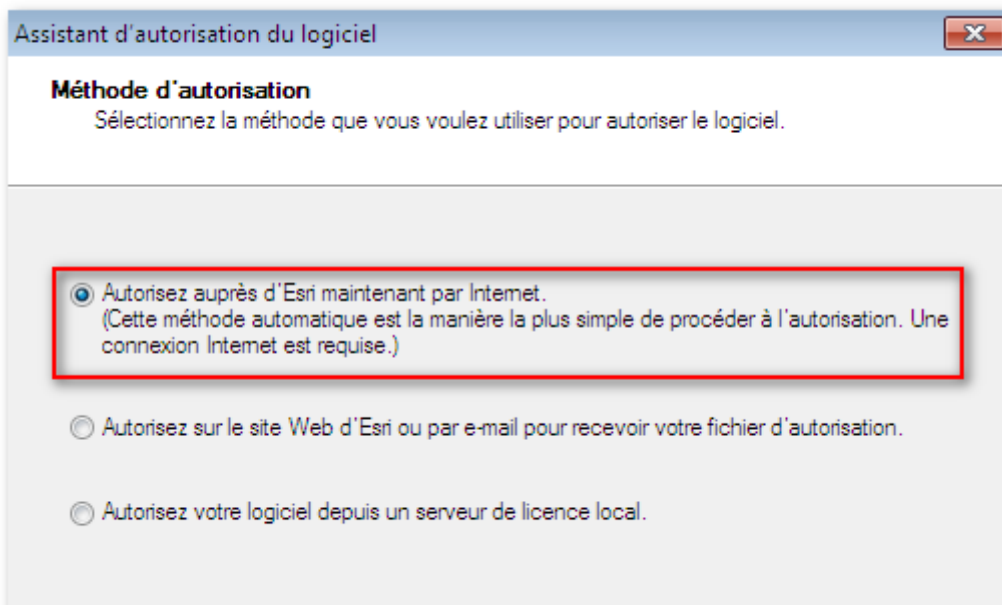 Assistant d'autorisation du logiciel
Méthode d'autorisation
Sélectionnez la méthode que vous voulez utiliser pour autoriser le logiciel.
Autorisez auprès d'Esri maintenant par Internet.
(Cette méthode automatique est la manière la plus simple de procéder à l'autorisation. Une
connexion Internet est requise.)
Autorisez sur le site Web d'Esri ou par e-mail pour recevoir votre fichier d'autorisation.
Autorisez votre logiciel depuis un serveur de licence local.